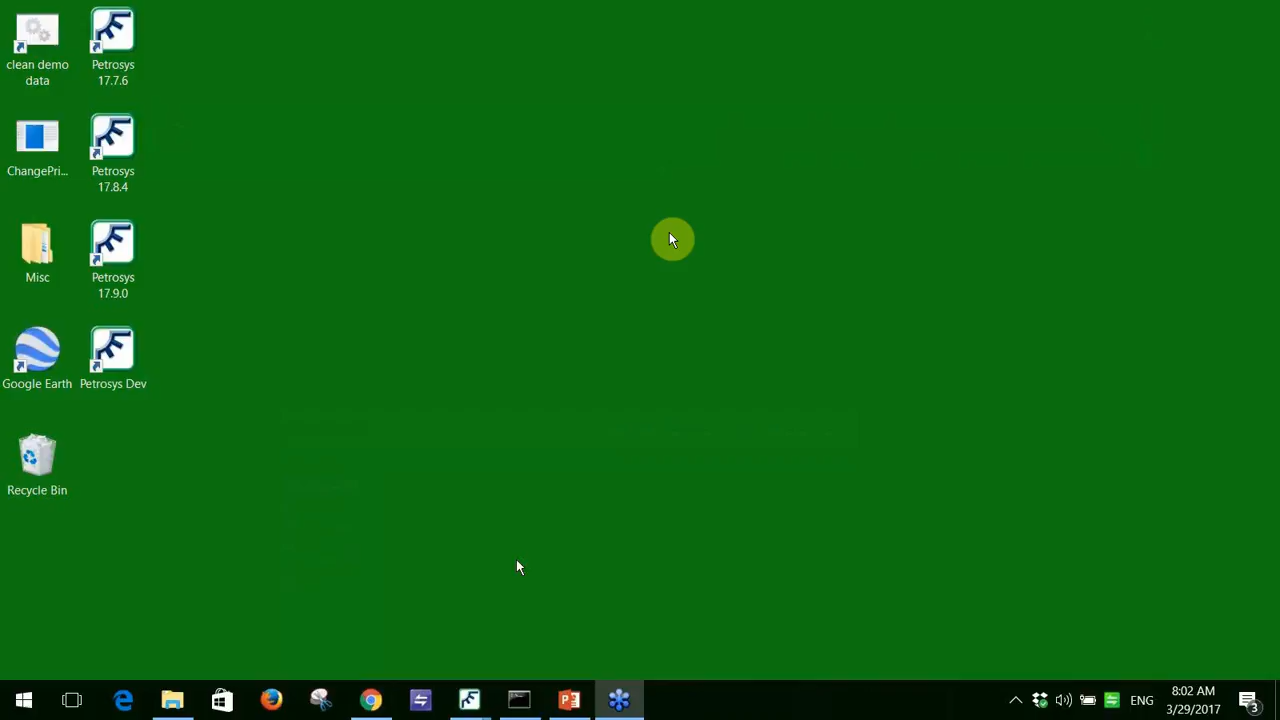 clean demo
data
Petrosys
17.7.6
ChangePri...
Petrosys
17.8.4
Misc
Petrosys
17.9.0
Google Earth
Petrosys Dev
Recycle Bin
ENG
8:02 AM
3/29/2017
3